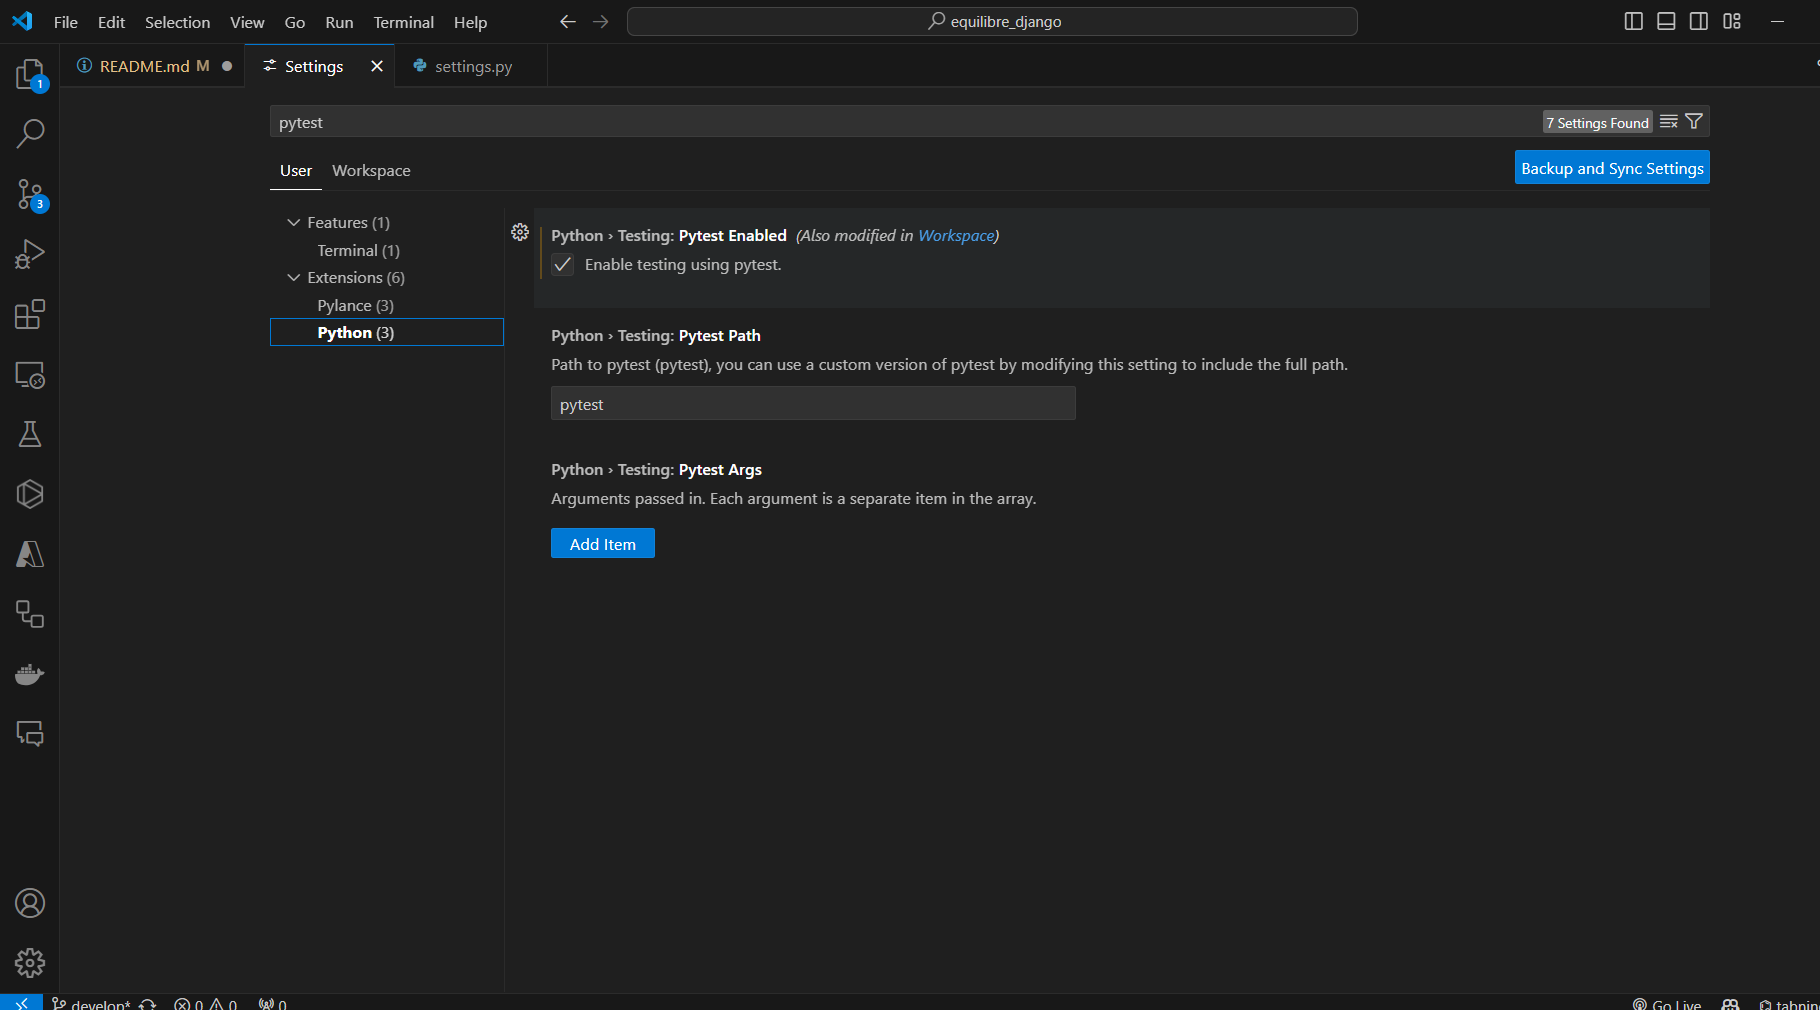 File Edit Selection View Go Run Terminal Help
equilibre_django
README.md M
Settings
settings.py
1
3
pytest
7 Settings Found
User Workspace
Backup and Sync Settings
Features (1)
Terminal (1)
Extensions (6)
Pylance (3)
Python (3)
Python › Testing: Pytest Enabled (Also modified in Workspace)
Enable testing using pytest.
Python › Testing: Pytest Path
Path to pytest (pytest), you can use a custom version of pytest by modifying this setting to include the full path.
pytest
Python › Testing: Pytest Args
Arguments passed in. Each argument is a separate item in the array.
Add Item
develop* 0 0 0
Go Live tabnin